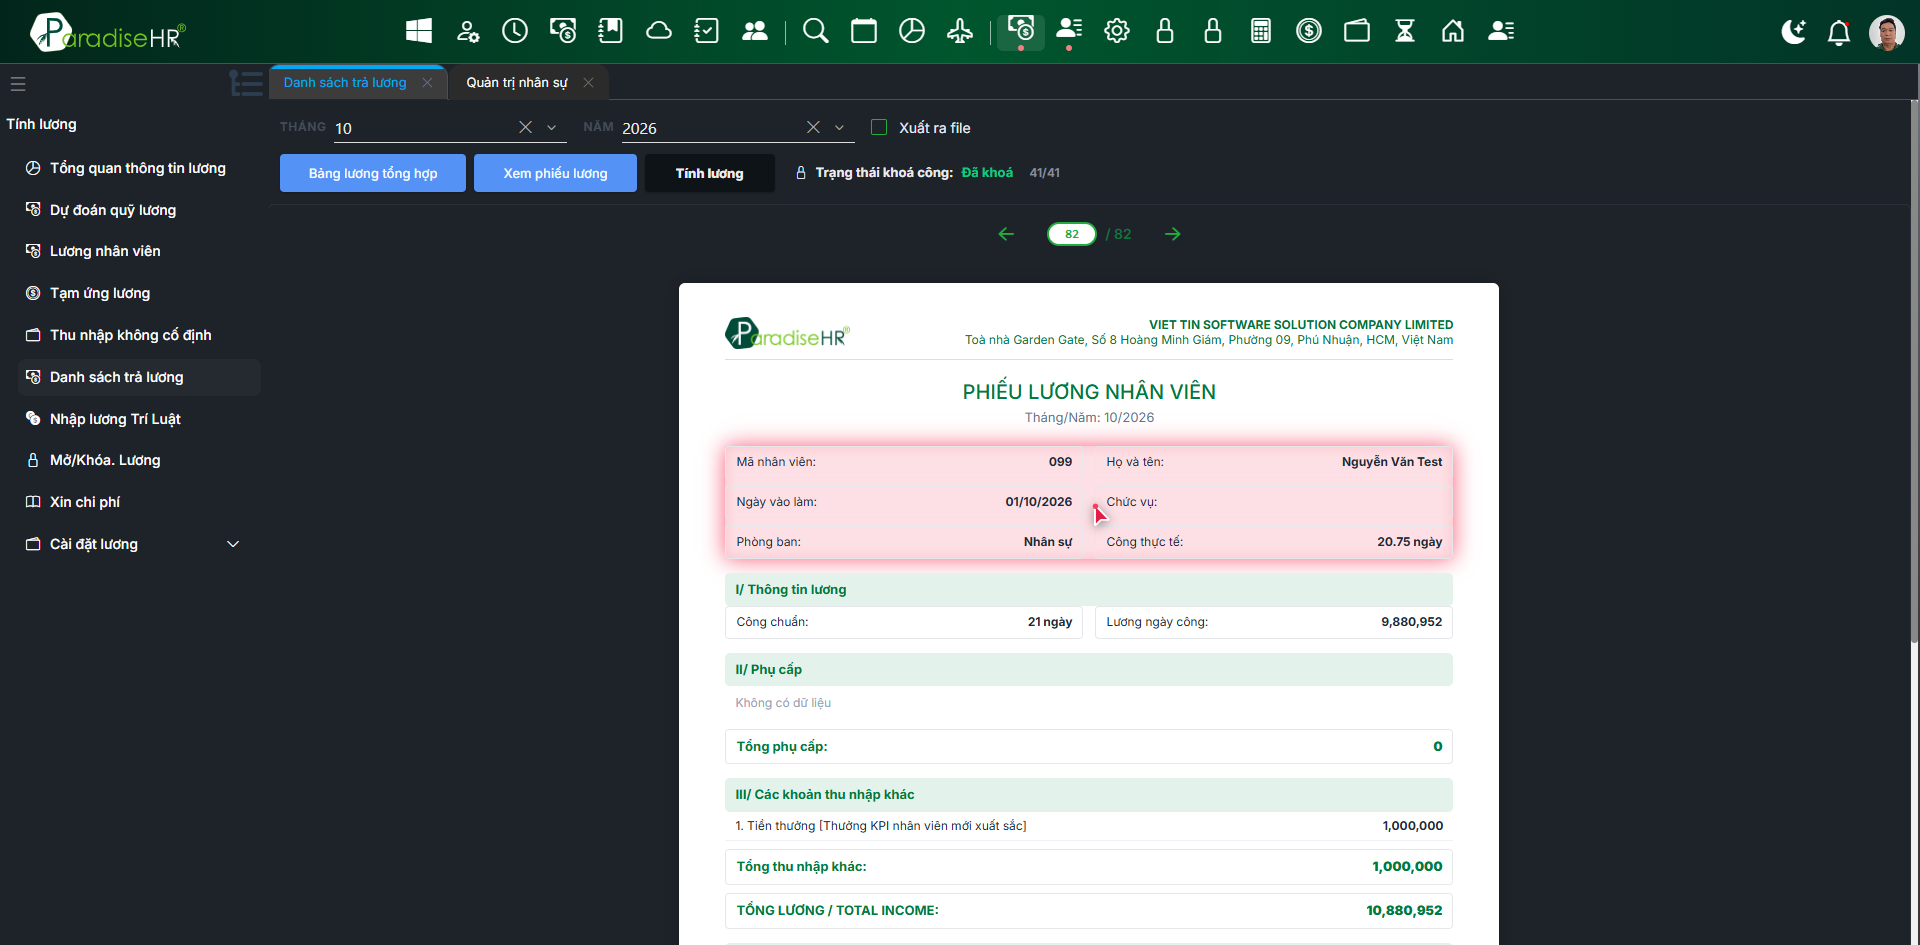 ParadiseHR®
Danh sách trả lương
Quản trị nhân sự
Tính lương
Tổng quan thông tin lương
Dự đoán quỹ lương
Lương nhân viên
Tạm ứng lương
Thu nhập không cố định
Danh sách trả lương
Nhập lương Trí Luật
Mở/Khóa. Lương
Xin chi phí
Cài đặt lương
THÁNG 10
NĂM 2026
Xuất ra file
Bảng lương tổng hợp
Xem phiếu lương
Tính lương
Trạng thái khoá công: Đã khoá 41/41
82 / 82
ParadiseHR®
VIET TIN SOFTWARE SOLUTION COMPANY LIMITED
Toà nhà Garden Gate, Số 8 Hoàng Minh Giám, Phường 09, Phú Nhuận, HCM, Việt Nam
PHIẾU LƯƠNG NHÂN VIÊN
Tháng/Năm: 10/2026
Mã nhân viên: 099 Họ và tên: Nguyễn Văn Test
Ngày vào làm: 01/10/2026 Chức vụ:
Phòng ban: Nhân sự Công thực tế: 20.75 ngày
I/ Thông tin lương
Công chuẩn: 21 ngày Lương ngày công: 9,880,952
II/ Phụ cấp
Không có dữ liệu
Tổng phụ cấp: 0
III/ Các khoản thu nhập khác
1. Tiền thưởng [Thưởng KPI nhân viên mới xuất sắc] 1,000,000
Tổng thu nhập khác: 1,000,000
TỔNG LƯƠNG / TOTAL INCOME: 10,880,952